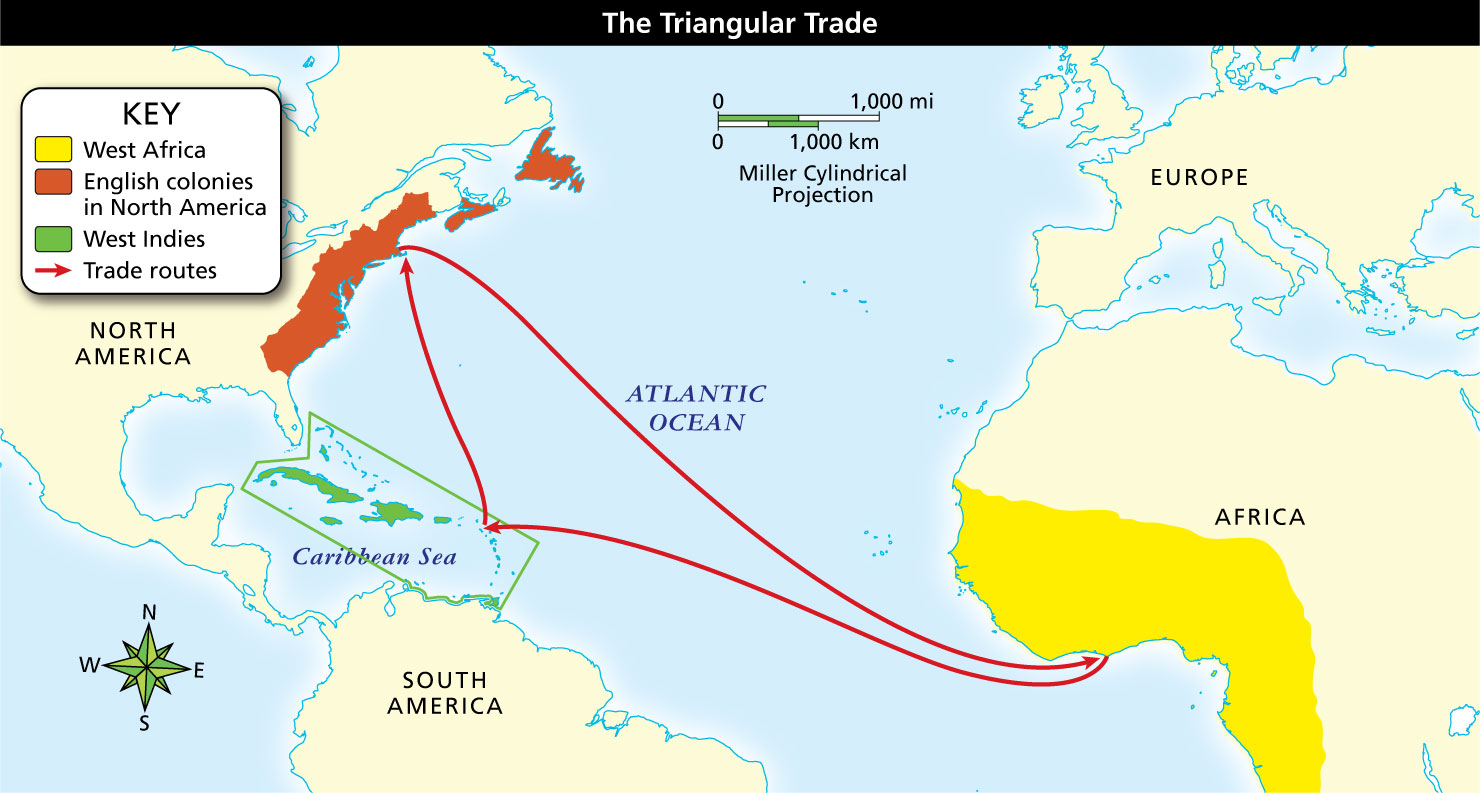 The Triangular Trade
KEY
West Africa
English colonies
in North America
West Indies
Trade routes
0 1,000 mi
0 1,000 km
Miller Cylindrical
Projection
EUROPE
NORTH
AMERICA
ATLANTIC
OCEAN
AFRICA
Caribbean Sea
N
W E
S
SOUTH
AMERICA